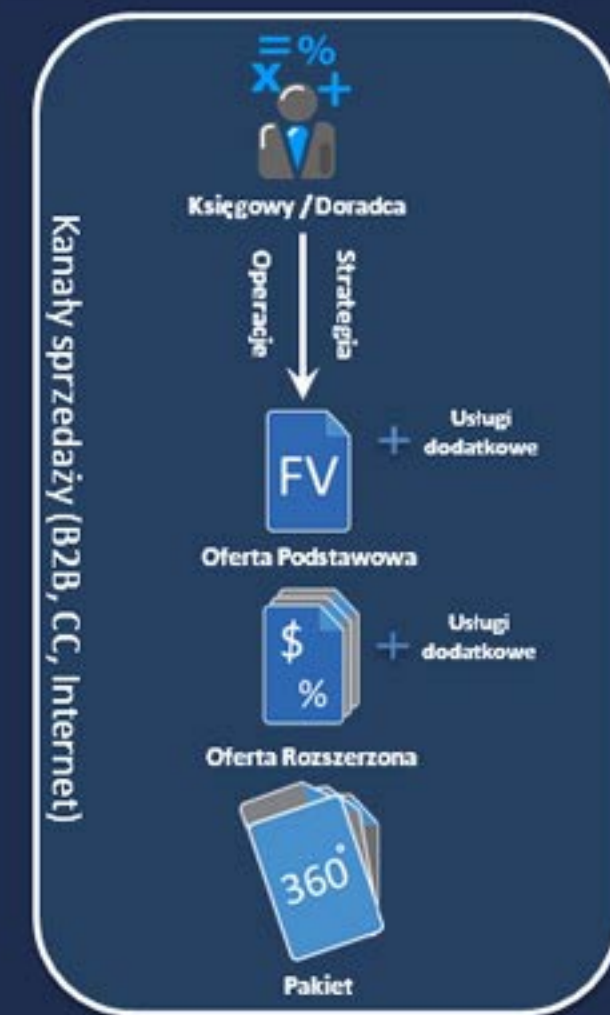 = %
x +
Księgowy / Doradca
Kanały sprzedaży (B2B, CC, Internet)
Operacje
Strategia
FV
+ Usługi
dodatkowe
Oferta Podstawowa
$
%
+ Usługi
dodatkowe
Oferta Rozszerzona
360°
Pakiet